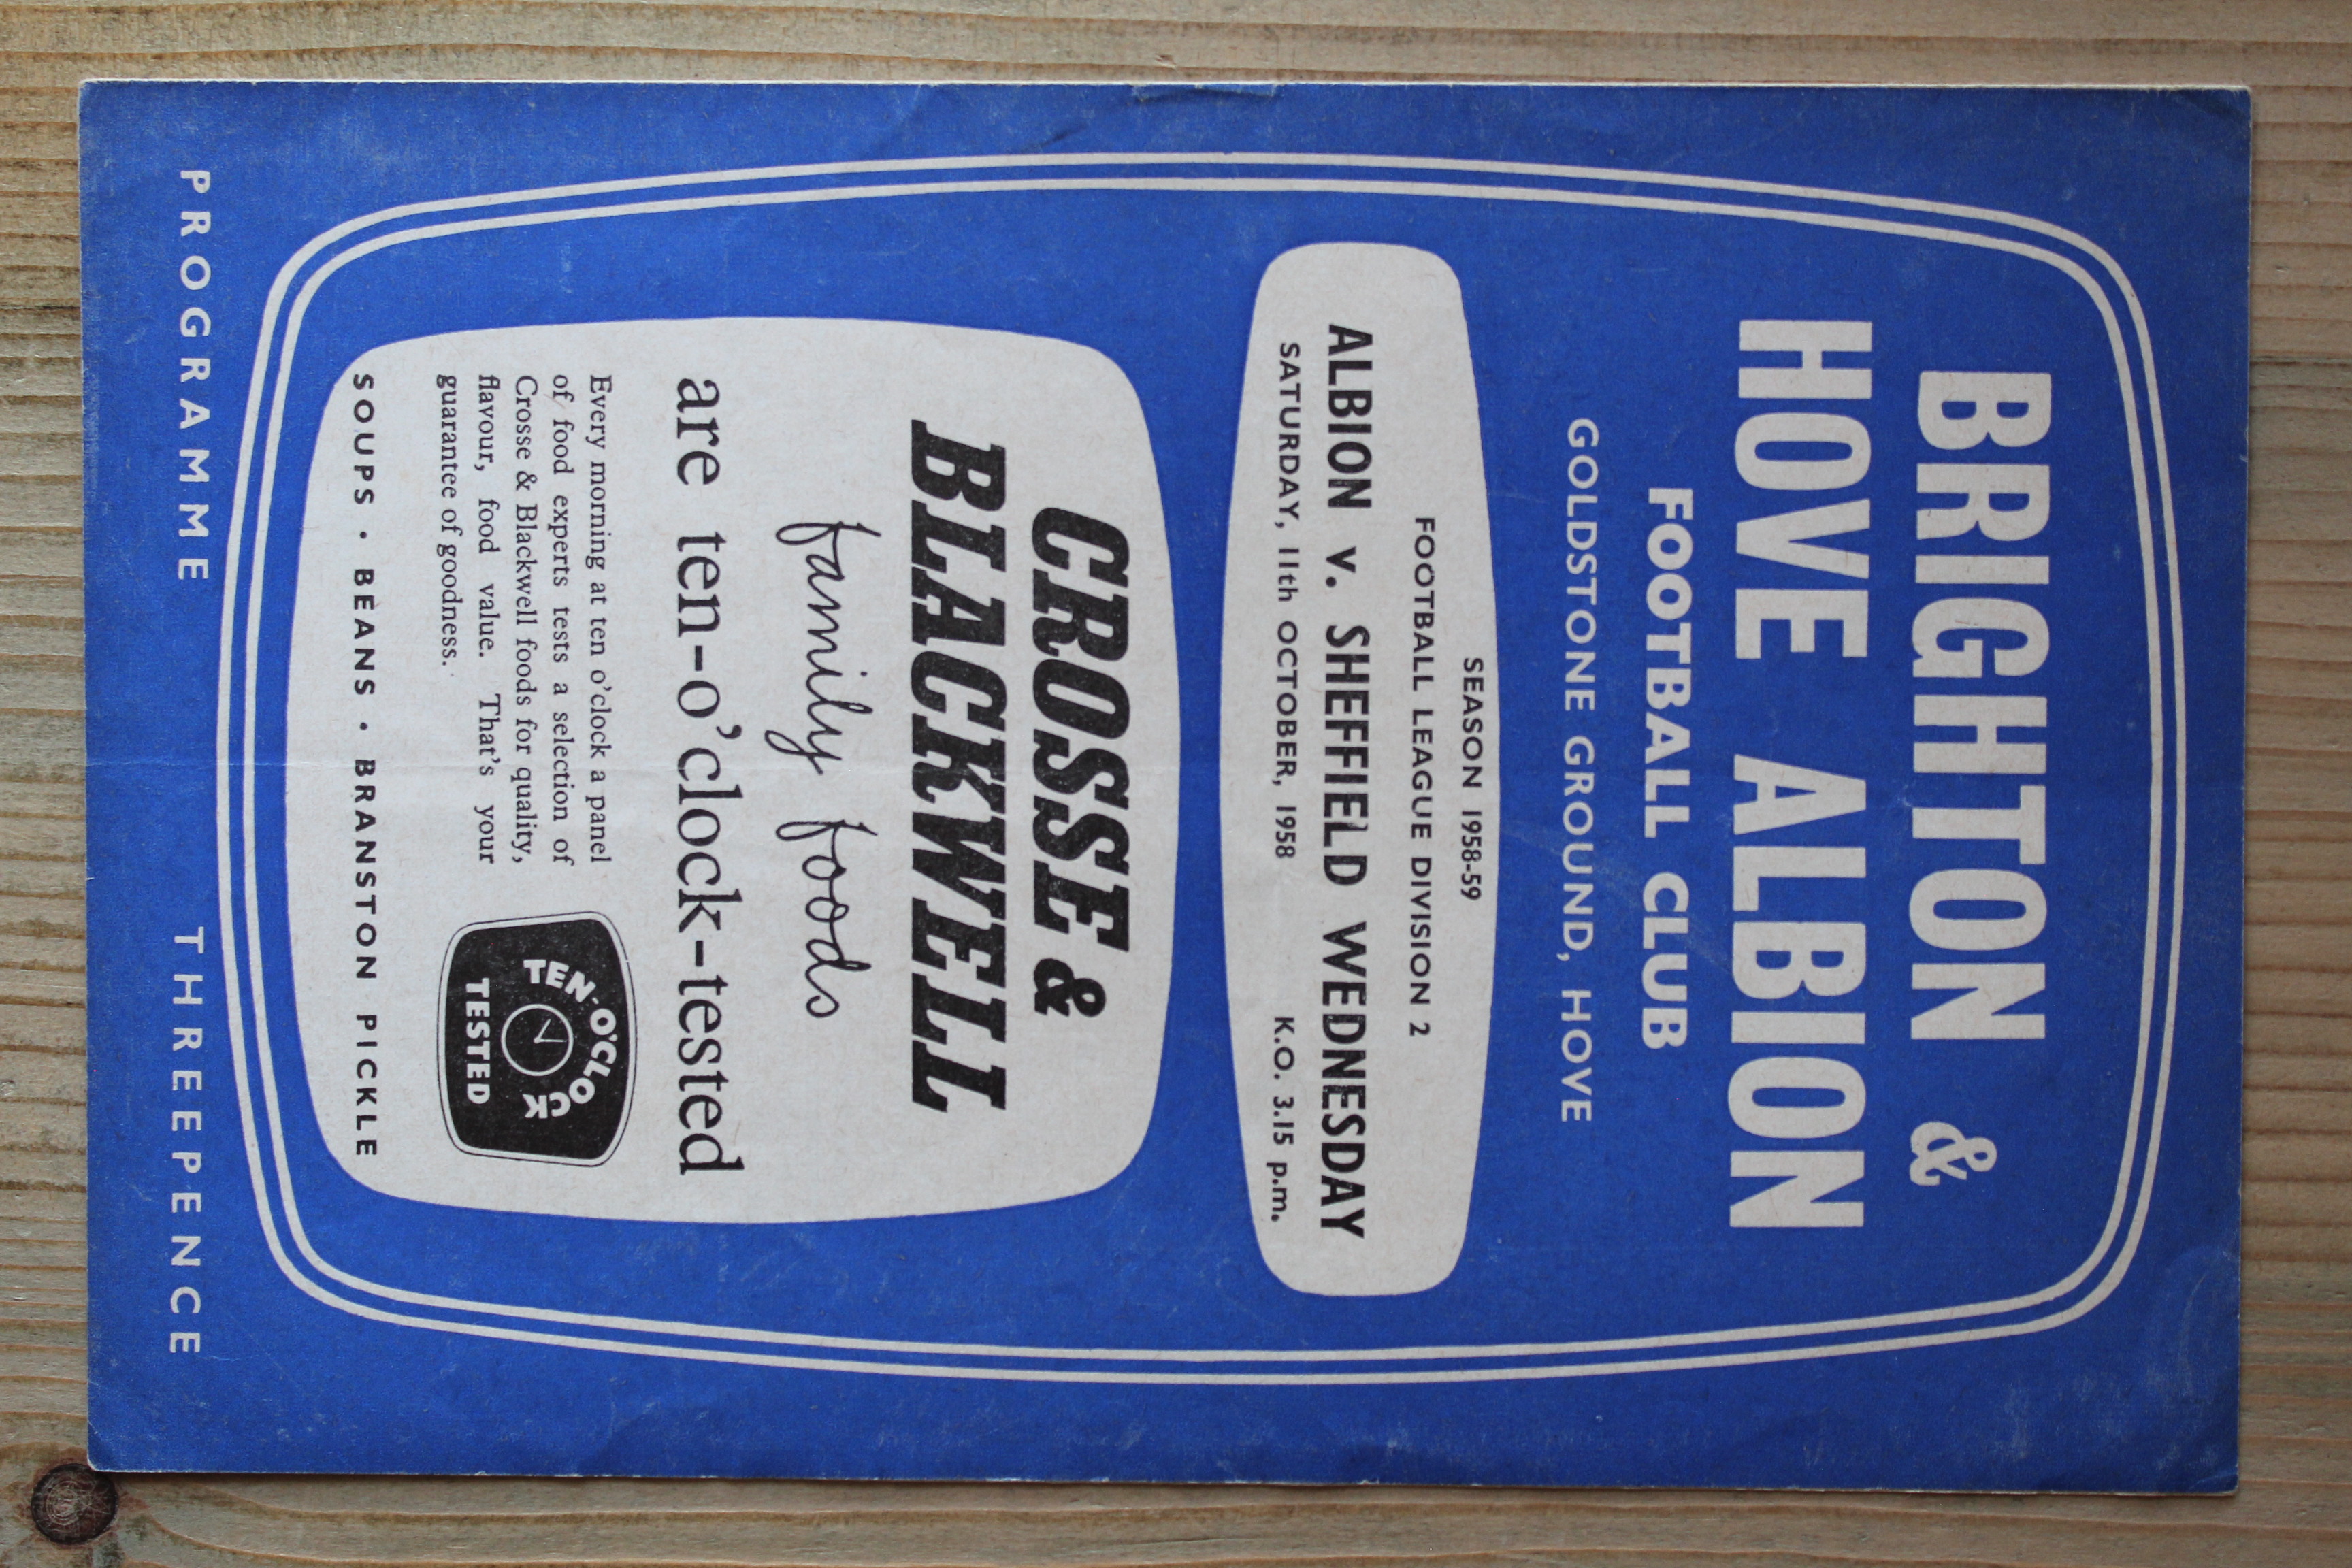 BRIGHTON &
HOVE ALBION
FOOTBALL CLUB
GOLDSTONE GROUND, HOVE
SEASON 1958-59
FOOTBALL LEAGUE DIVISION 2
ALBION v. SHEFFIELD WEDNESDAY
SATURDAY, 11th OCTOBER, 1958 K.O. 3.15 p.m.
CROSSE &
BLACKWELL
family foods
are ten-o'clock-tested
Every morning at ten o'clock a panel
of food experts tests a selection of
Crosse & Blackwell foods for quality,
flavour, food value. That's your
guarantee of goodness.
TEN-O'CLOCK
TESTED
SOUPS • BEANS • BRANSTON PICKLE
PROGRAMME THREEPENCE